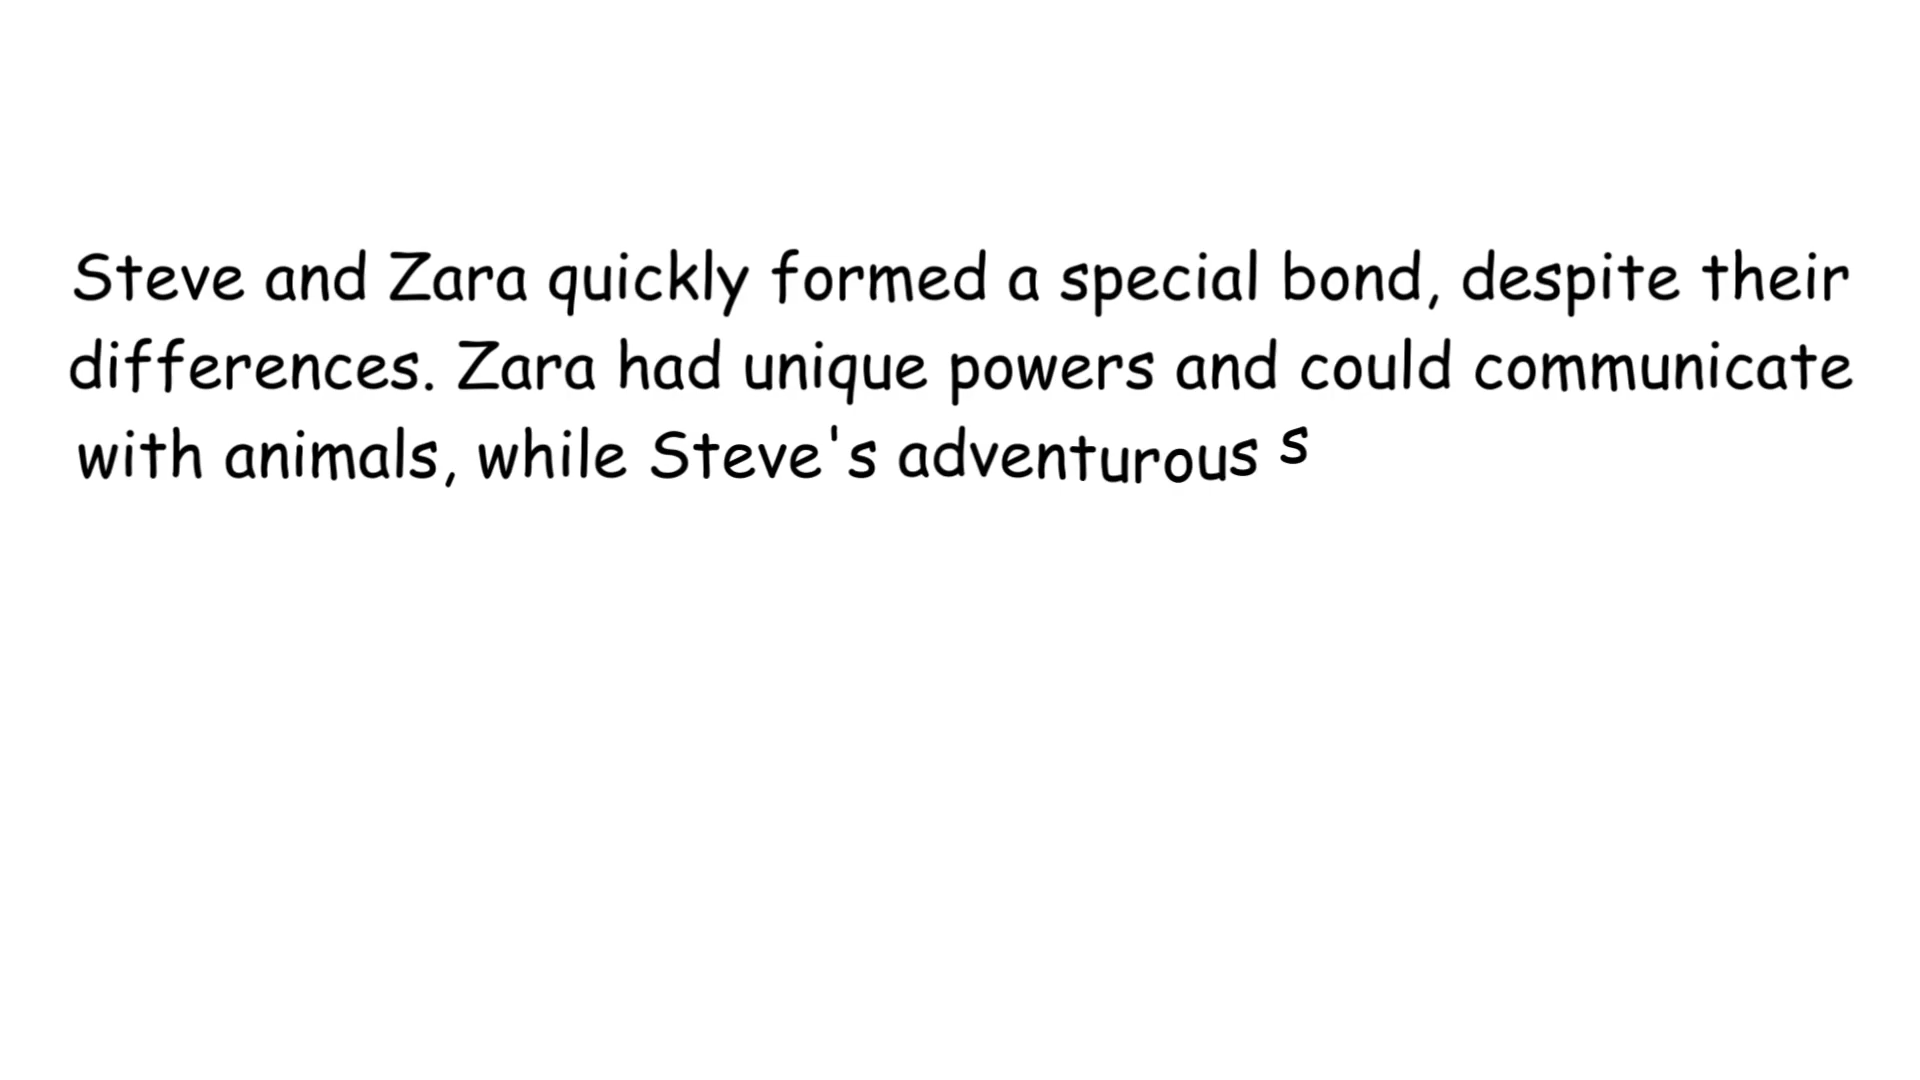 Steve and Zara quickly formed a special bond, despite their
differences. Zara had unique powers and could communicate
with animals, while Steve's adventurous s